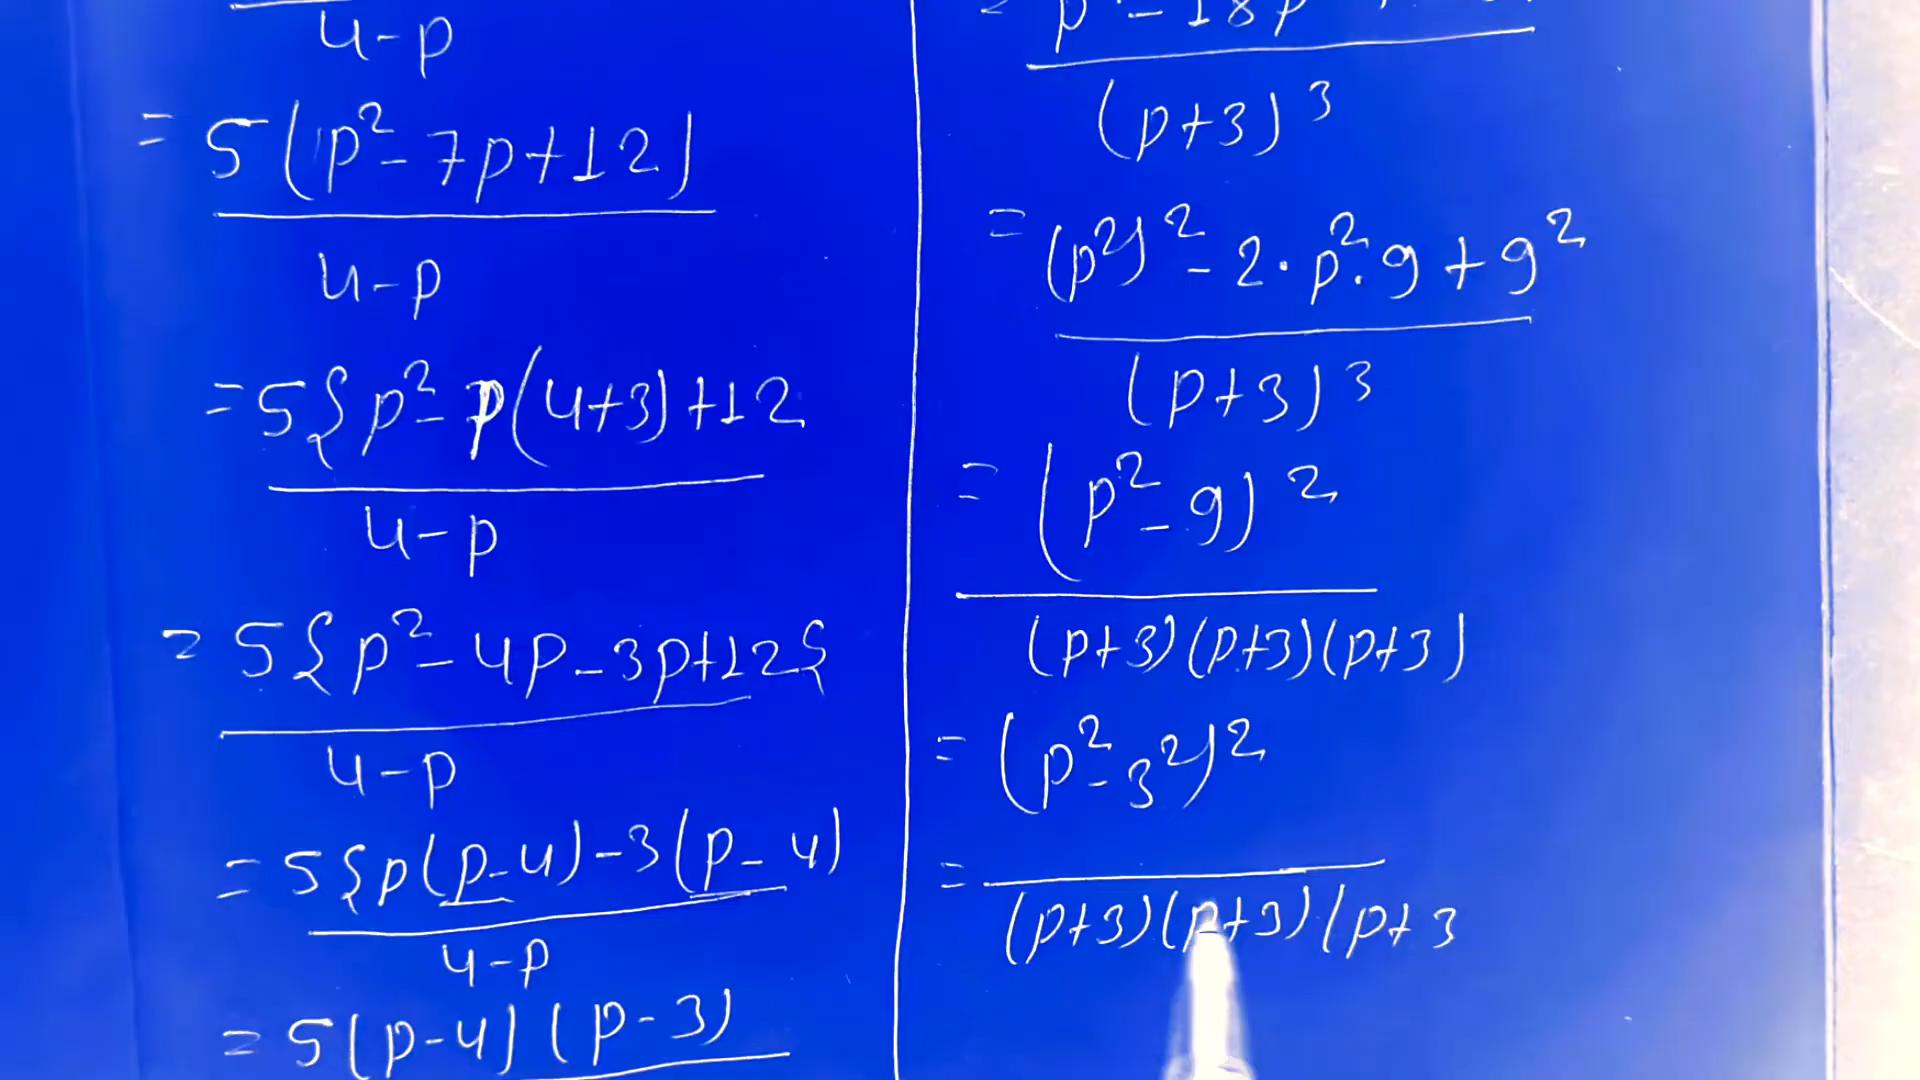 4-p
= 5(p²-7p+12)
4-p
= 5{p²-p(4+3)+12
4-p
= 5{p²-4p-3p+12}
4-p
= 5{p(p-4)-3(p-4)
4-p
= 5(p-4)(p-3)
(p+3)³
= (p²)²-2·p²·9+9²
(p+3)³
= (p²-9)²
(p+3)(p+3)(p+3)
= (p²-3²)²
=
(p+3)(p+3)(p+3